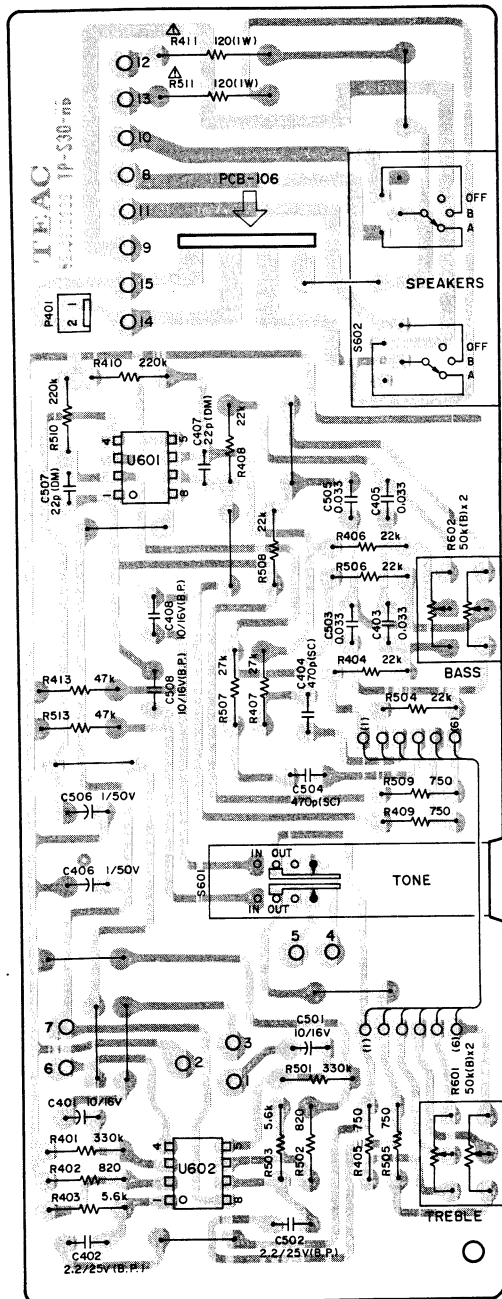 R411 120(1W)
R511 120(1W)
12
13
10
8
11
9
15
14
TEAC
TP-230-np
PCB-106
OFF
B
A
SPEAKERS
S602
OFF
B
A
P401
2
1
R410 220k
220k
R510
C507
22p(DM)
U601
4
5
1
8
C407
22p(DM)
22k
R408
22k
R508
C505
0.033
C405
0.033
R406 22k
R506 22k
R602
50k(B)x2
C503
0.033
C403
0.033
R404 22k
BASS
R504 22k
C408
10/16V(B.P.)
C508
10/16V(B.P.)
R413 47k
R513 47k
27k
R507
27k
R407
C404
470p(SC)
C504
470p(SC)
(1)
(6)
R509 750
R409 750
C506 1/50V
C406 1/50V
S601
IN OUT
IN OUT
TONE
5
4
7
6
2
3
1
C501
10/16V
R501 330k
(1)
(6)
R601
50k(B)x2
C401 10/16V
R401 330k
R402 820
R403 5.6k
C402
2.2/25V(B.P.)
U602
4
5
1
8
5.6k
R503
820
R502
750
R405
750
R505
C502
2.2/25V(B.P.)
TREBLE